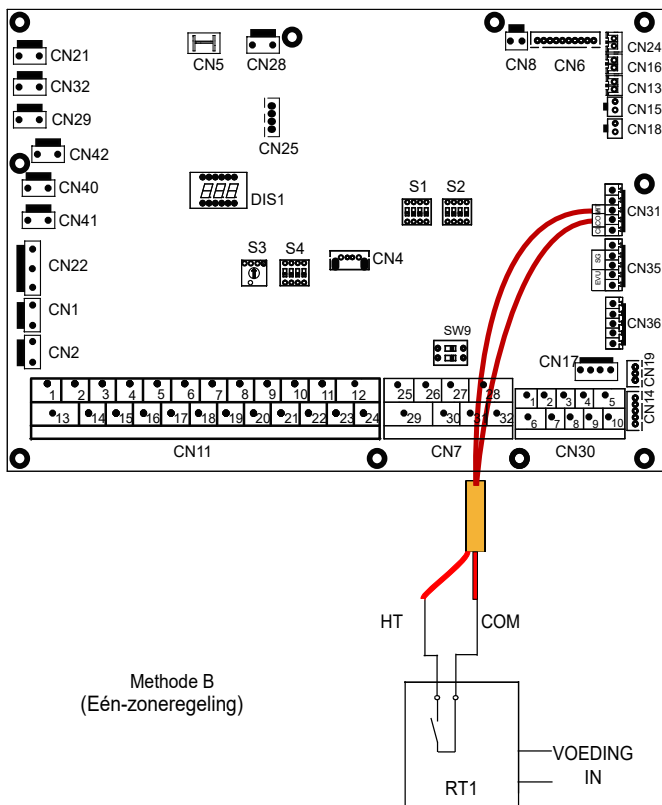 CN21
CN32
CN29
CN42
CN40
CN41
CN22
CN1
CN2
CN5
CN28
CN25
DIS1
S1 S2
S3 S4
CN4
CN8 CN6
CN24
CN16
CN13
CN15
CN18
CN31
SG
EVU
CN35
CN36
SW9
CN17
CN19
CN14
1 2 3 4 5 6 7 8 9 10 11 12
13 14 15 16 17 18 19 20 21 22 23 24
25 26 27 28
29 30 31 32
1 2 3 4 5
6 7 8 9 10
CN11 CN7 CN30
HT COM
Methode B
(Eén-zoneregeling)
RT1
VOEDING
IN